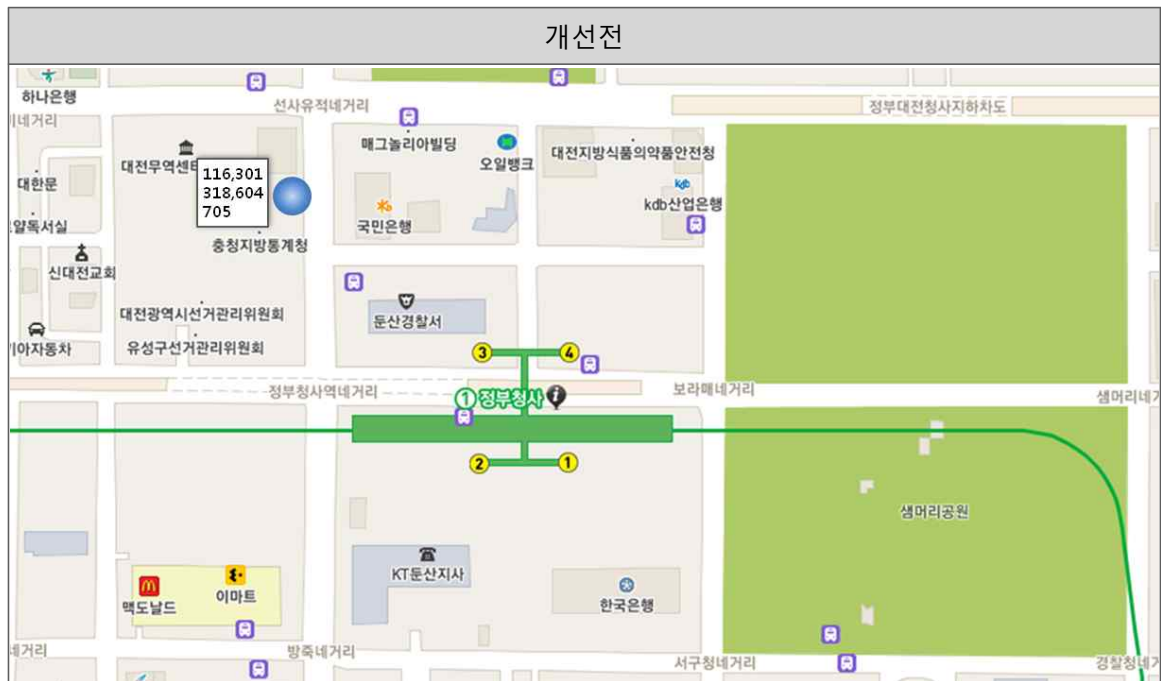 개선전
하나은행
선사유적네거리
정부대전청사지하차도
네거리
매그놀리아빌딩
대전무역센터
오일뱅크
대전지방식품의약품안전청
116,301
318,604
705
대한문
kdb
kdb산업은행
국민은행
양독서실
충청지방통계청
신대전교회
대전광역시선거관리위원회
둔산경찰서
아자동차
유성구선거관리위원회
3
4
정부청사역네거리
1 정부청사
보라매네거리
샘머리네거
2
1
샘머리공원
KT둔산지사
맥도날드
이마트
한국은행
네거리
방죽네거리
서구청네거리
경찰청네거